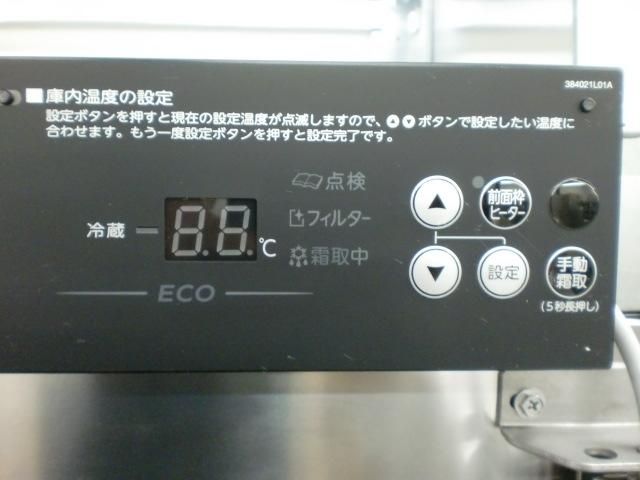 384021L01A
■庫内温度の設定
設定ボタンを押すと現在の設定温度が点滅しますので、▲▼ボタンで設定したい温度に
合わせます。もう一度設定ボタンを押すと設定完了です。
点検
冷蔵
8.8.℃
フィルター
霜取中
ECO
▲
前面枠
ヒーター
▼
設定
手動
霜取
(5秒長押し)